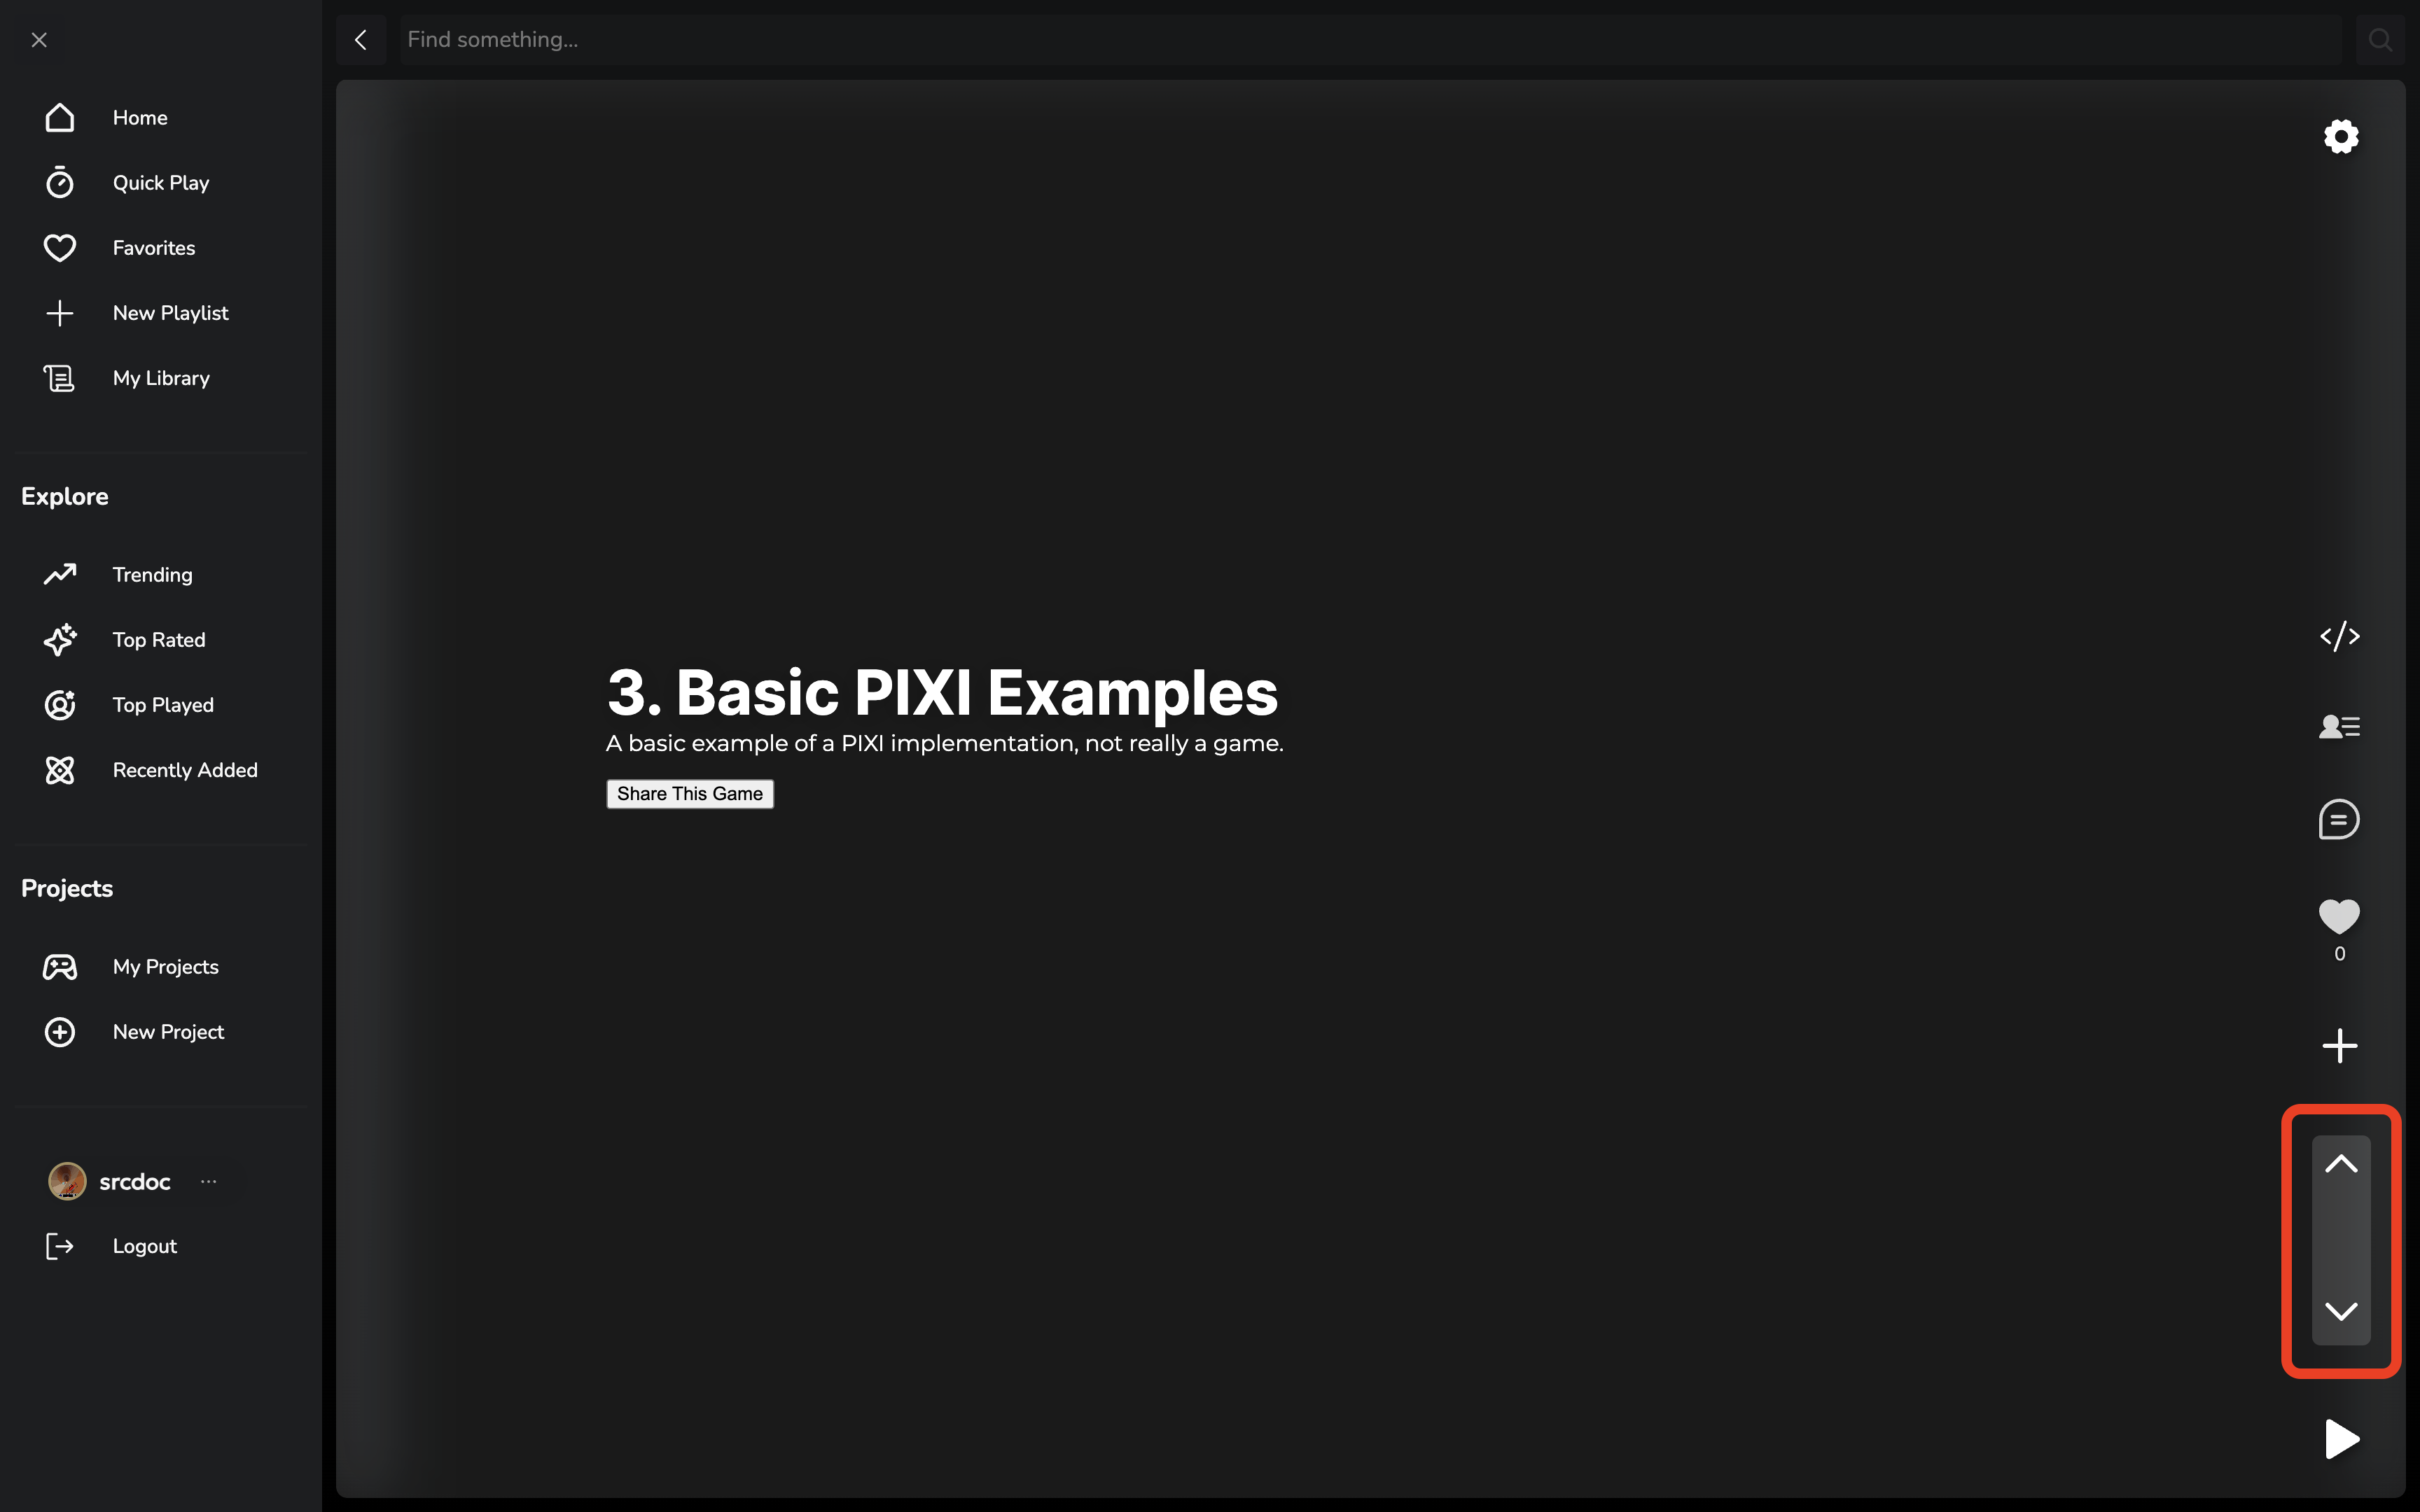 Find something...
Home
Quick Play
Favorites
New Playlist
My Library
Explore
Trending
Top Rated
Top Played
Recently Added
Projects
My Projects
New Project
srcdoc ...
Logout
3. Basic PIXI Examples
A basic example of a PIXI implementation, not really a game.
Share This Game
0